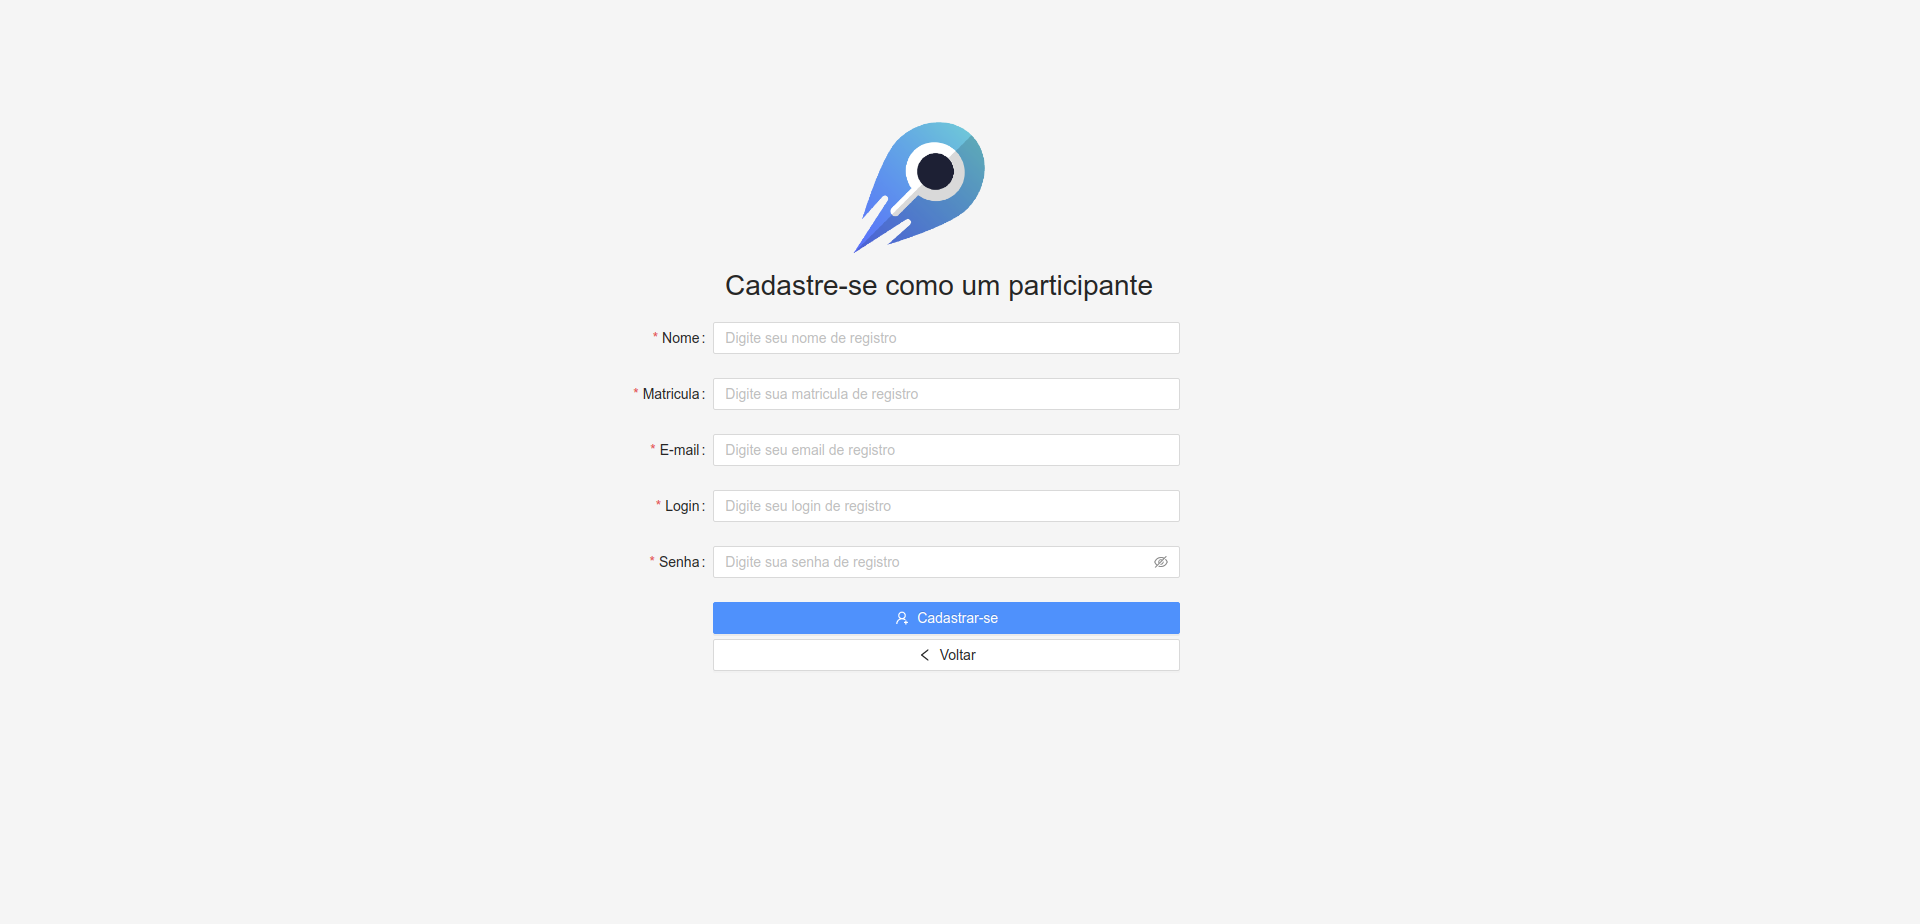 Cadastre-se como um participante
* Nome: Digite seu nome de registro
* Matricula: Digite sua matricula de registro
* E-mail: Digite seu email de registro
* Login: Digite seu login de registro
* Senha: Digite sua senha de registro
Cadastrar-se
Voltar